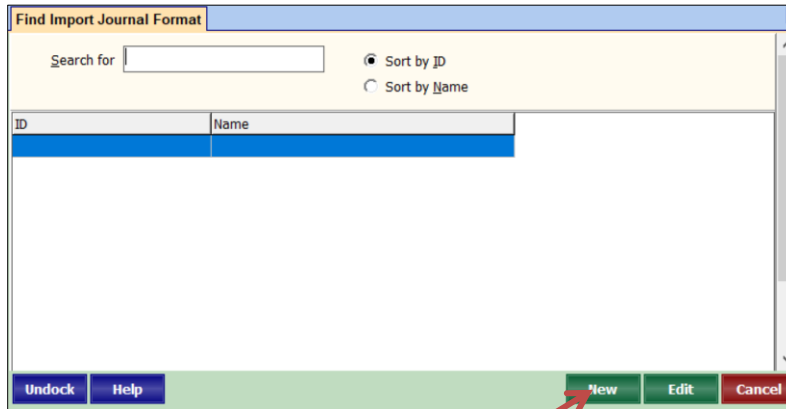 Find Import Journal Format
Search for
Sort by ID
Sort by Name
ID Name
Undock Help New Edit Cancel